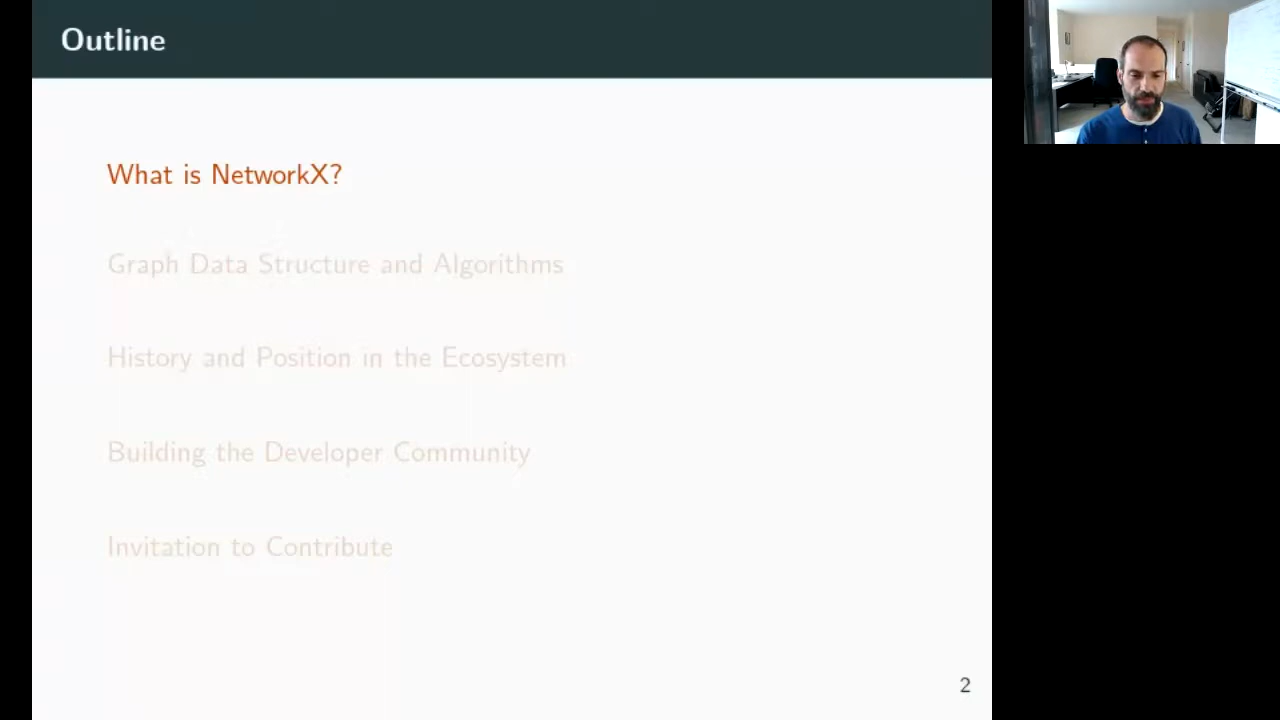 Outline
What is NetworkX?
Graph Data Structure and Algorithms
History and Position in the Ecosystem
Building the Developer Community
Invitation to Contribute
2